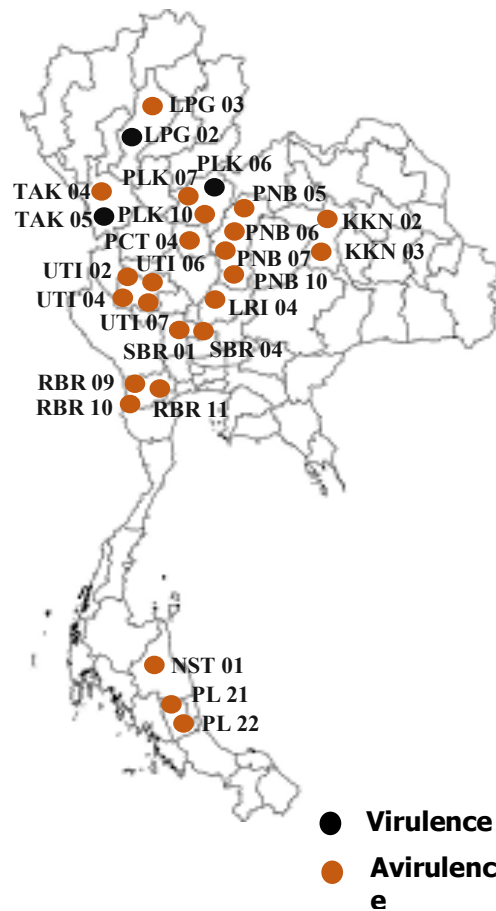 LPG 03
LPG 02
PLK 06
PLK 07
TAK 04
PNB 05
TAK 05
PLK 10
KKN 02
PNB 06
PCT 04
KKN 03
PNB 07
UTI 06
UTI 02
PNB 10
UTI 04
LRI 04
UTI 07
SBR 01
SBR 04
RBR 09
RBR 10
RBR 11
NST 01
PL 21
PL 22
Virulence
Avirulenc
e